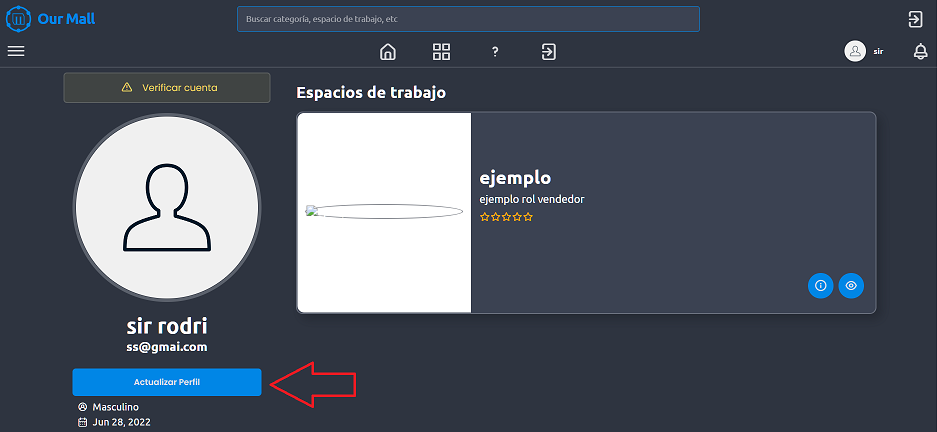 Our Mall
Buscar categoría, espacio de trabajo, etc
?
sir
Verificar cuenta
Espacios de trabajo
ejemplo
ejemplo rol vendedor
sir rodri
ss@gmai.com
Actualizar Perfil
Masculino
Jun 28, 2022